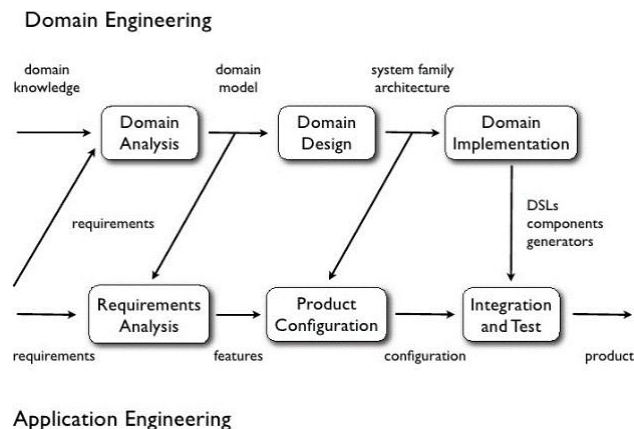 Domain Engineering
domain
knowledge
domain
model
system family
architecture
Domain
Analysis
Domain
Design
Domain
Implementation
requirements
DSLs
components
generators
Requirements
Analysis
Product
Configuration
Integration
and Test
requirements
features
configuration
product
Application Engineering